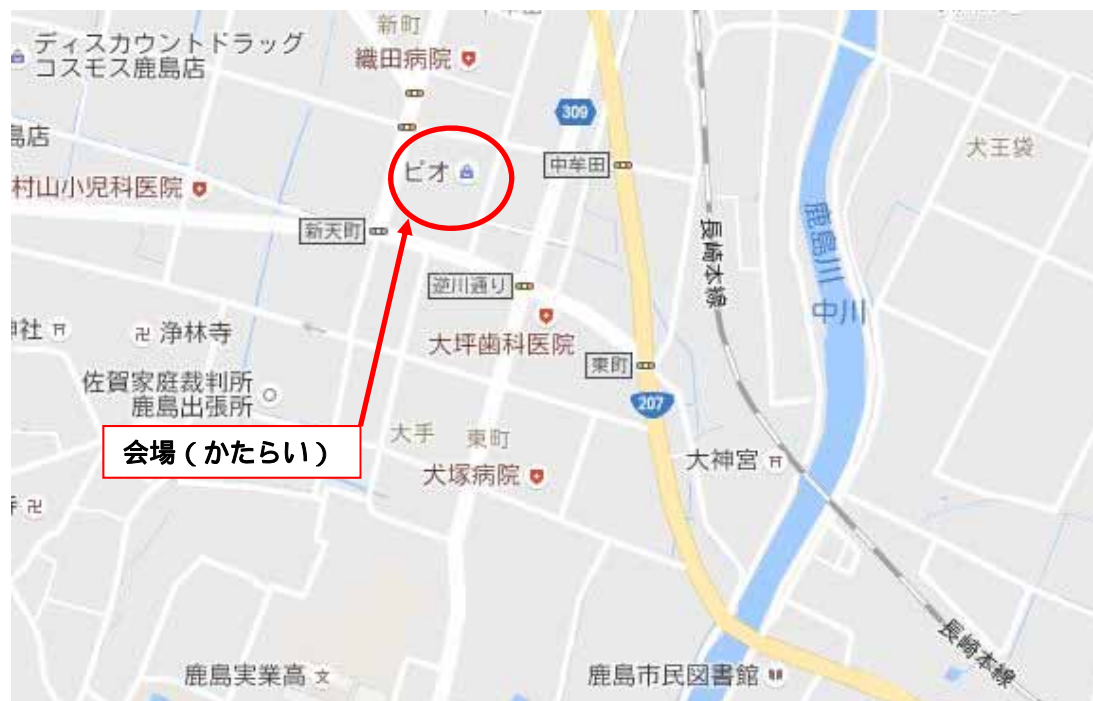 新町
ディスカウントドラッグ
コスモス鹿島店
織田病院
309
島店
中牟田
犬王袋
ピオ
村山小児科医院
新天町
長崎本線
鹿島川
逆川通り
中川
神社
浄林寺
大坪歯科医院
東町
佐賀家庭裁判所
鹿島出張所
207
大手
東町
会場(かたらい)
大神宮
犬塚病院
長崎本線
鹿島実業高
鹿島市民図書館